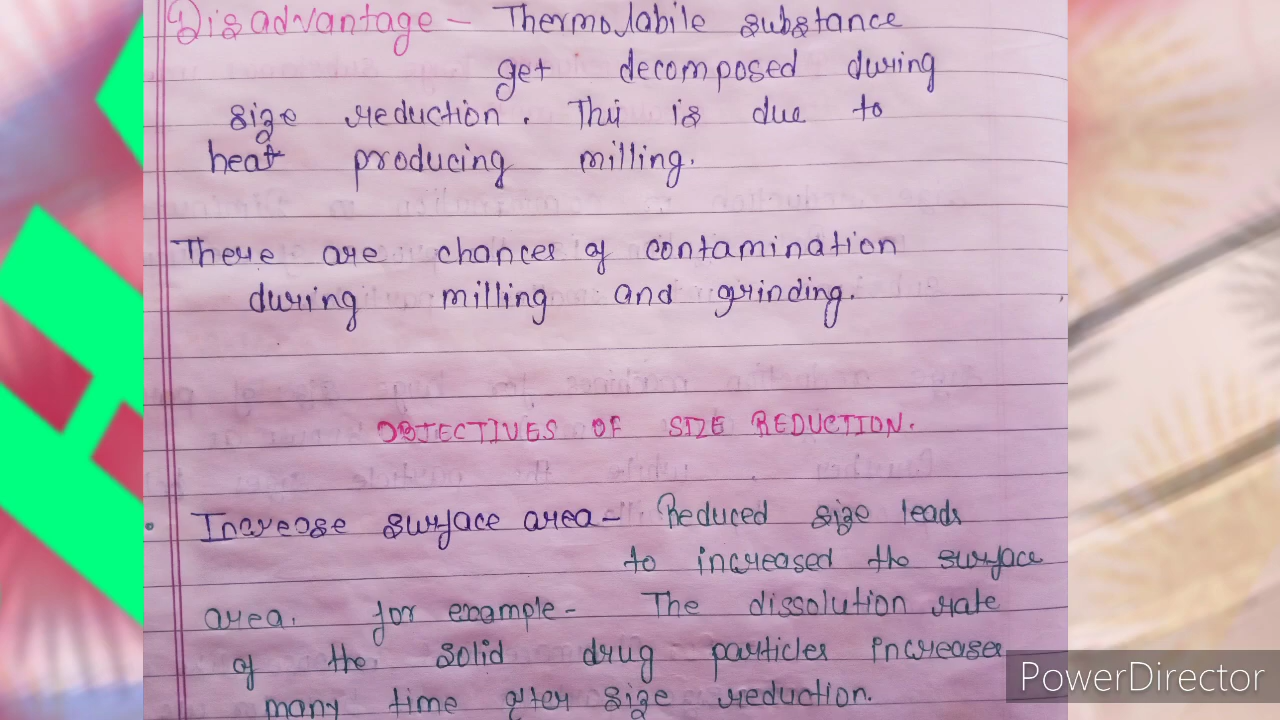 Disadvantage - Thermolabile substance
get decomposed during
size reduction. This is due to
heat producing milling.
There are chances of contamination
during milling and grinding.
OBJECTIVES OF SIZE REDUCTION.
• Increase surface area - Reduced size leads
to increased the surface
area. for example - The dissolution rate
of the solid drug particles increases
many time after size reduction.
PowerDirector